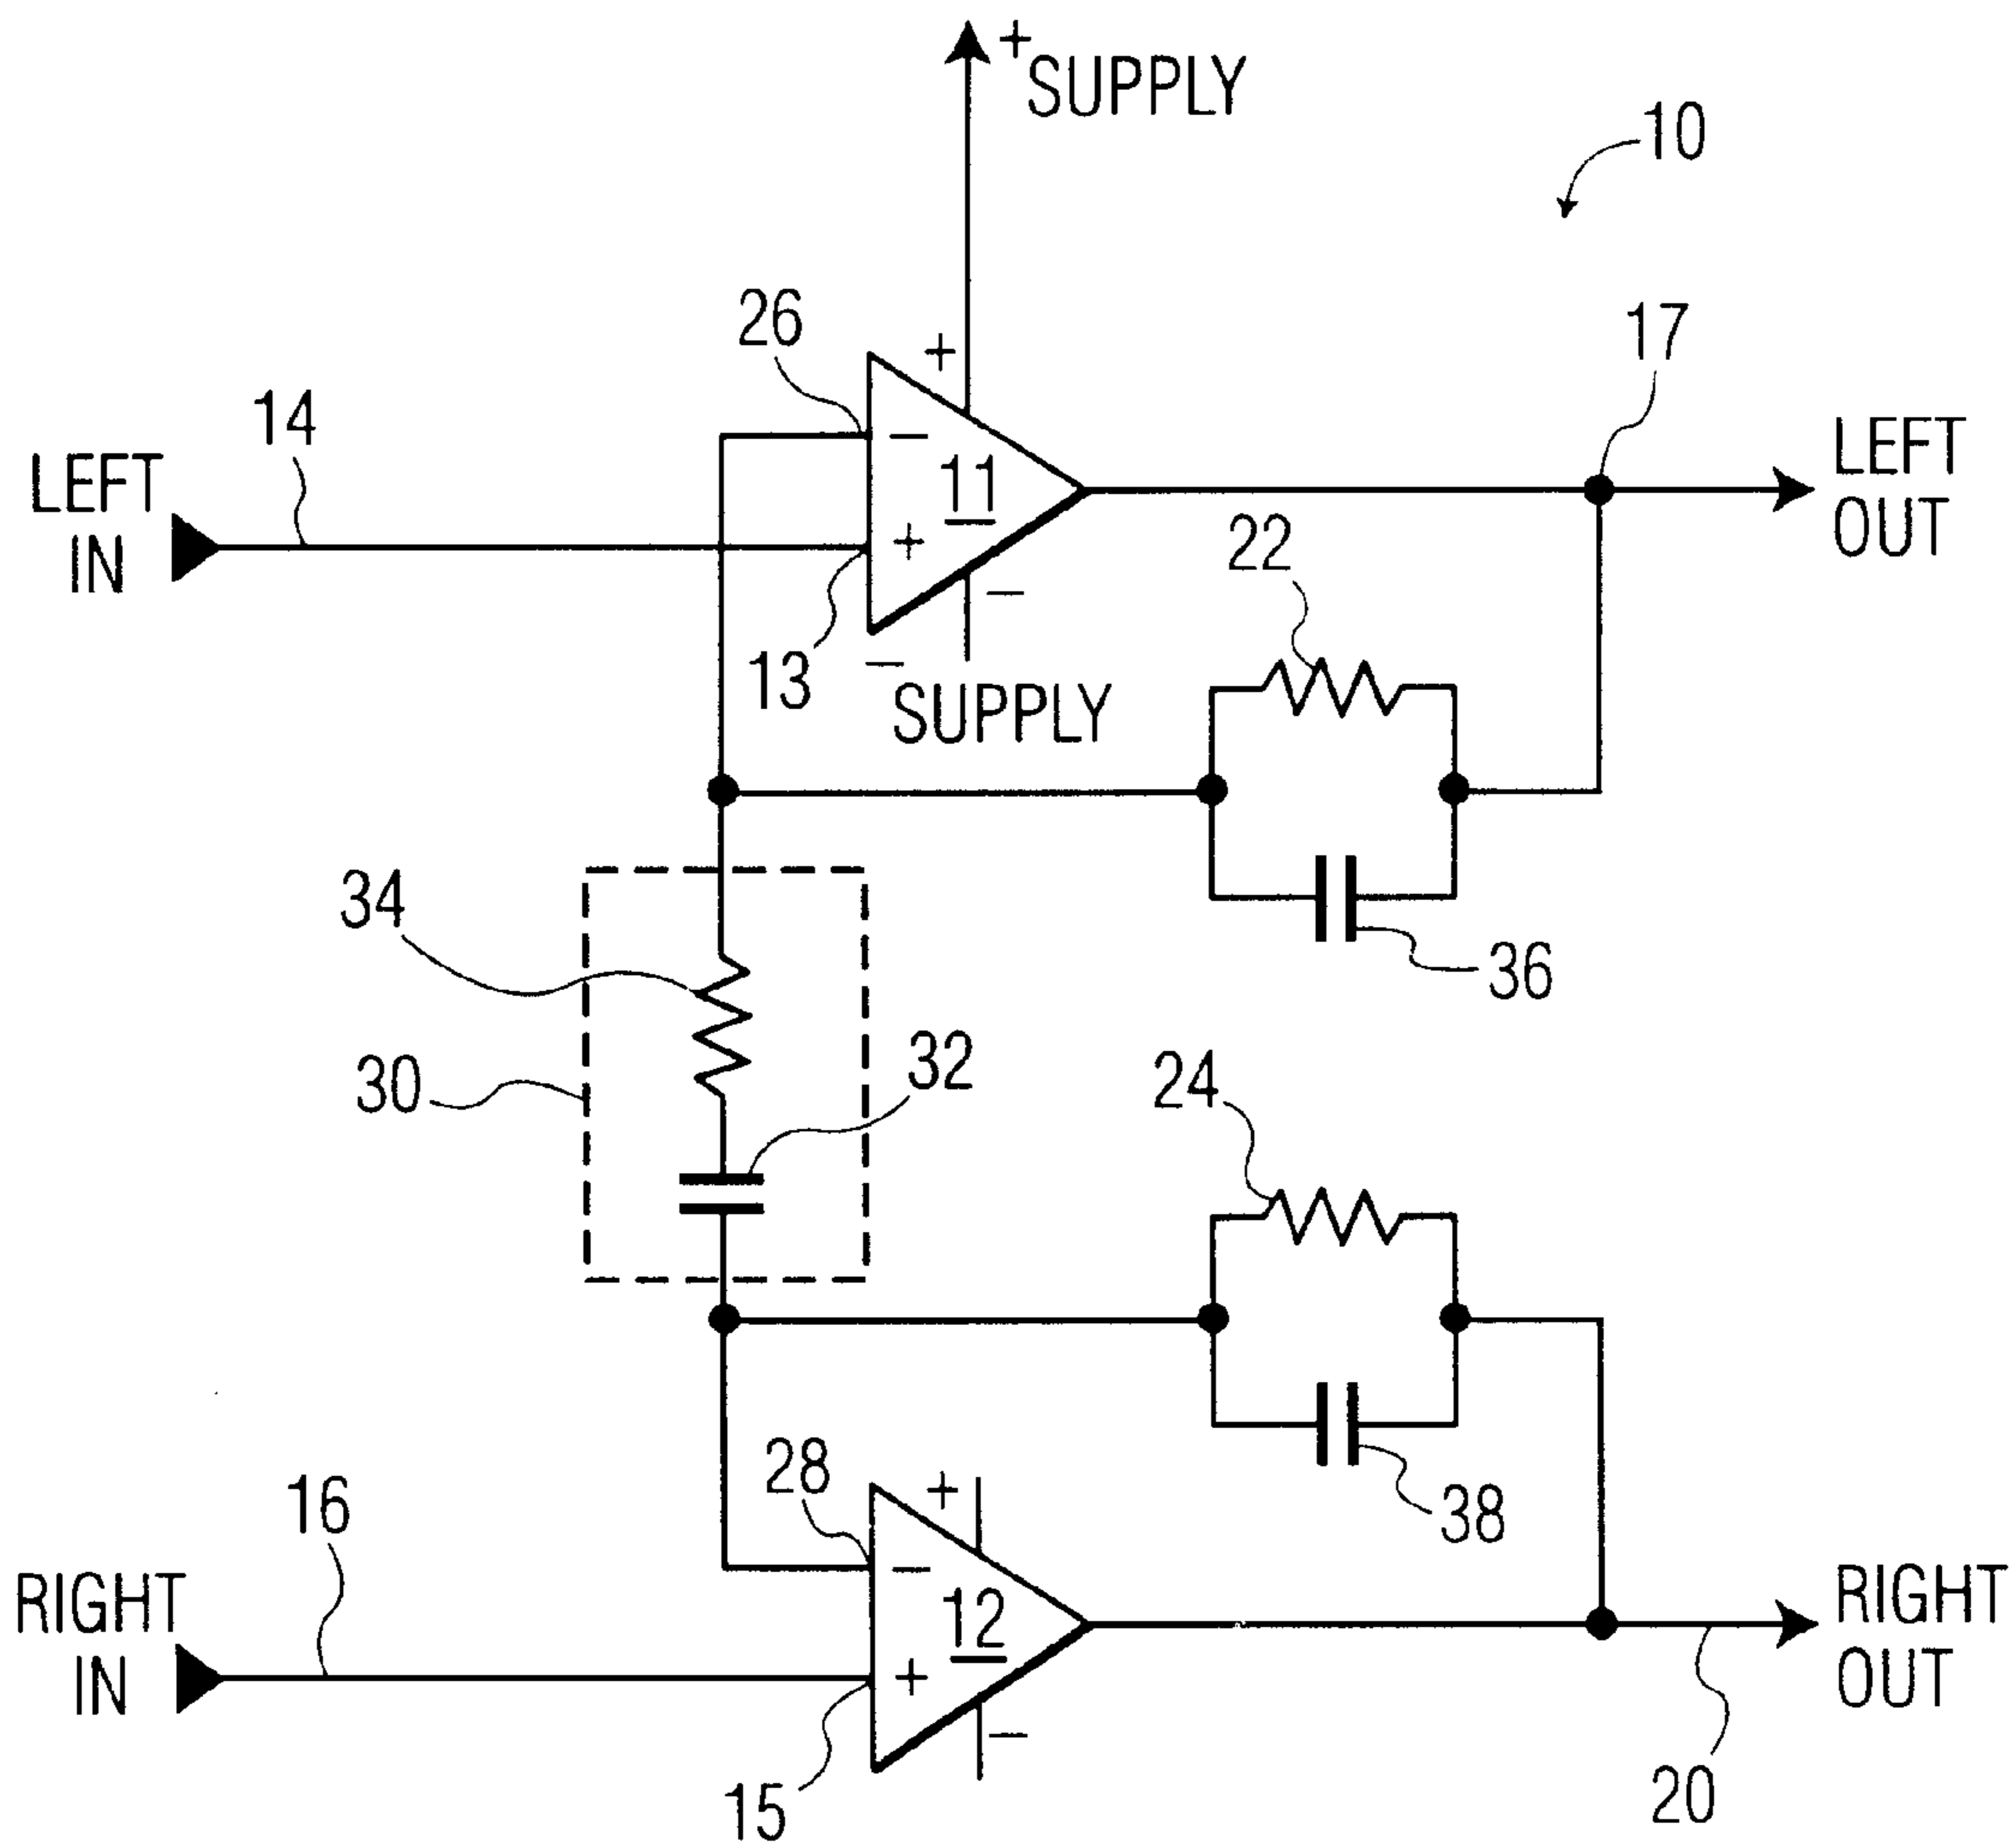 +
SUPPLY
10
26
+
17
14
LEFT
IN
−
11
+
LEFT
OUT
22
13
−
−
SUPPLY
34
36
30
32
24
38
28
+
16
−
12
+
RIGHT
IN
RIGHT
OUT
−
15
20